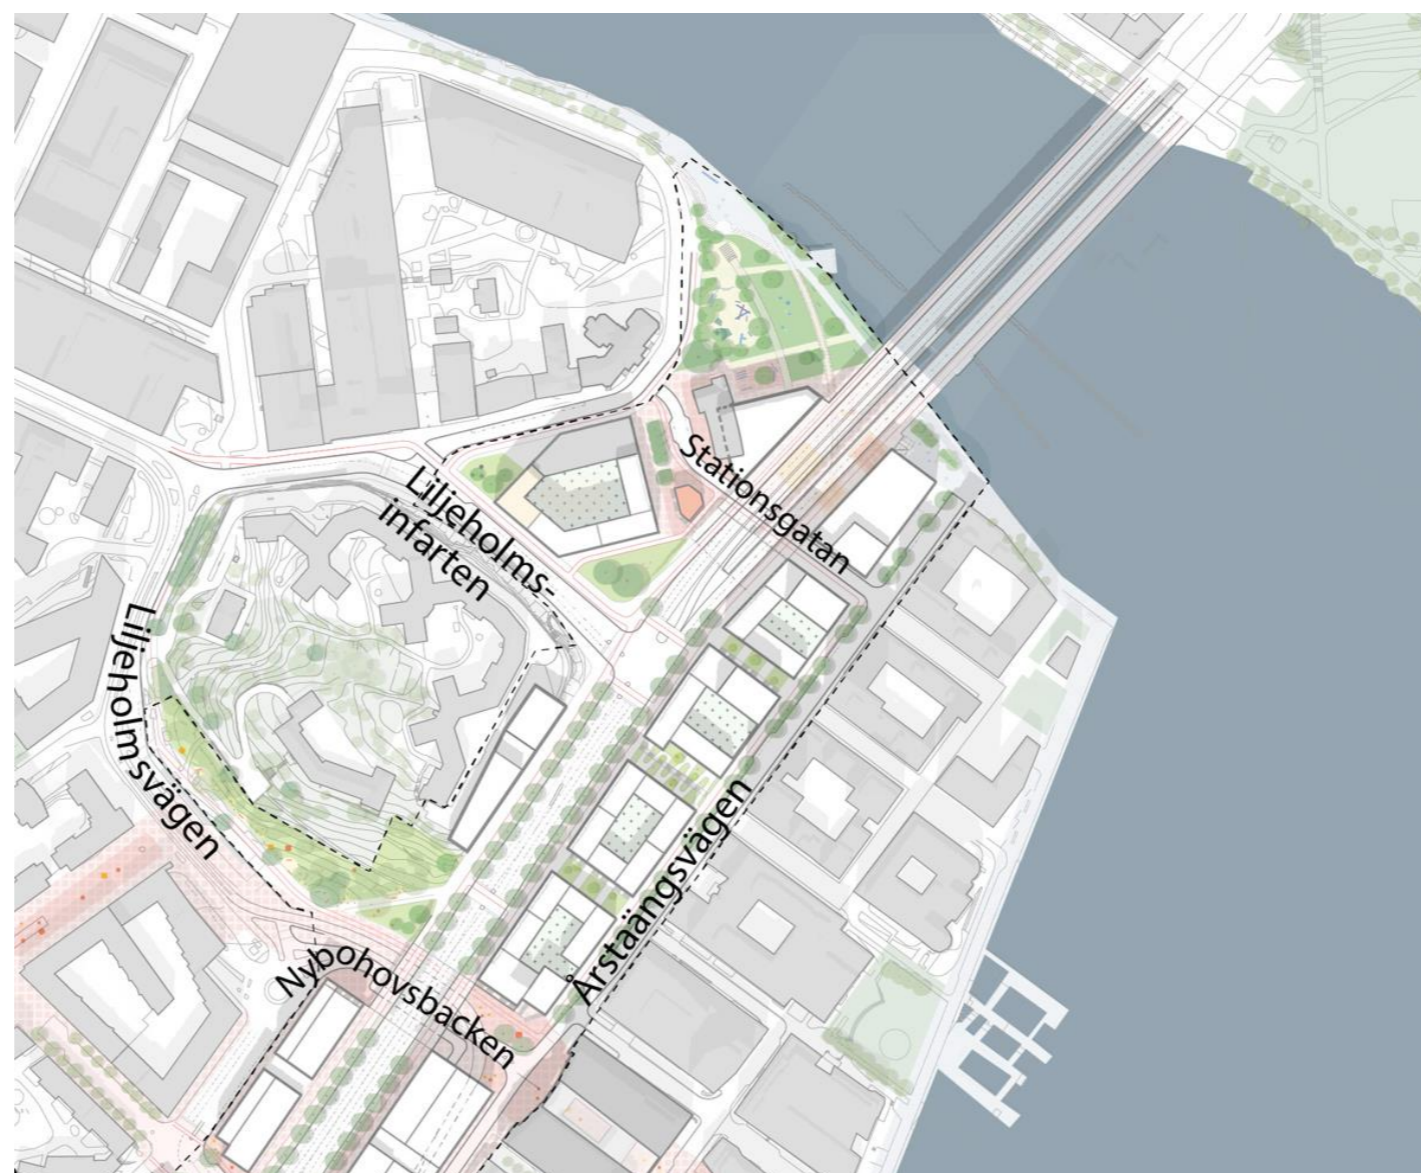 Stationsgatan
Liljeholms-
infarten
Liljeholmsvägen
Årstaängsvägen
Nybohovsbacken